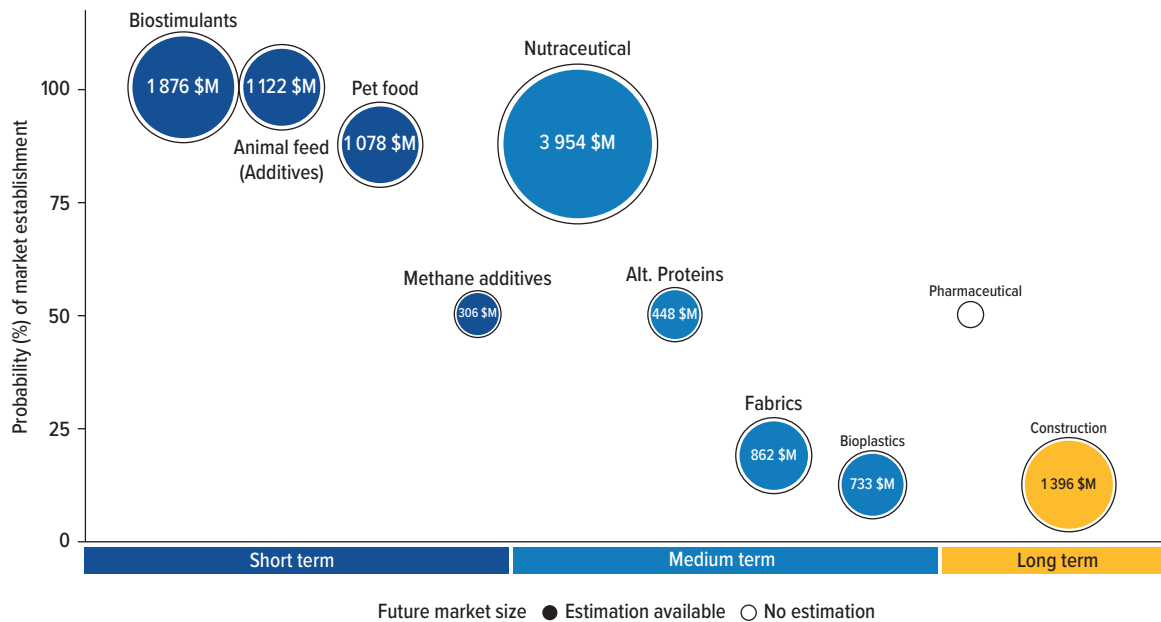 Probability (%) of market establishment
100
75
50
25
0
Biostimulants
1 876 $M
1 122 $M
Animal feed
(Additives)
Pet food
1 078 $M
Nutraceutical
3 954 $M
Methane additives
306 $M
Alt. Proteins
448 $M
Pharmaceutical
Fabrics
862 $M
Bioplastics
733 $M
Construction
1 396 $M
Short term
Medium term
Long term
Future market size
Estimation available
No estimation